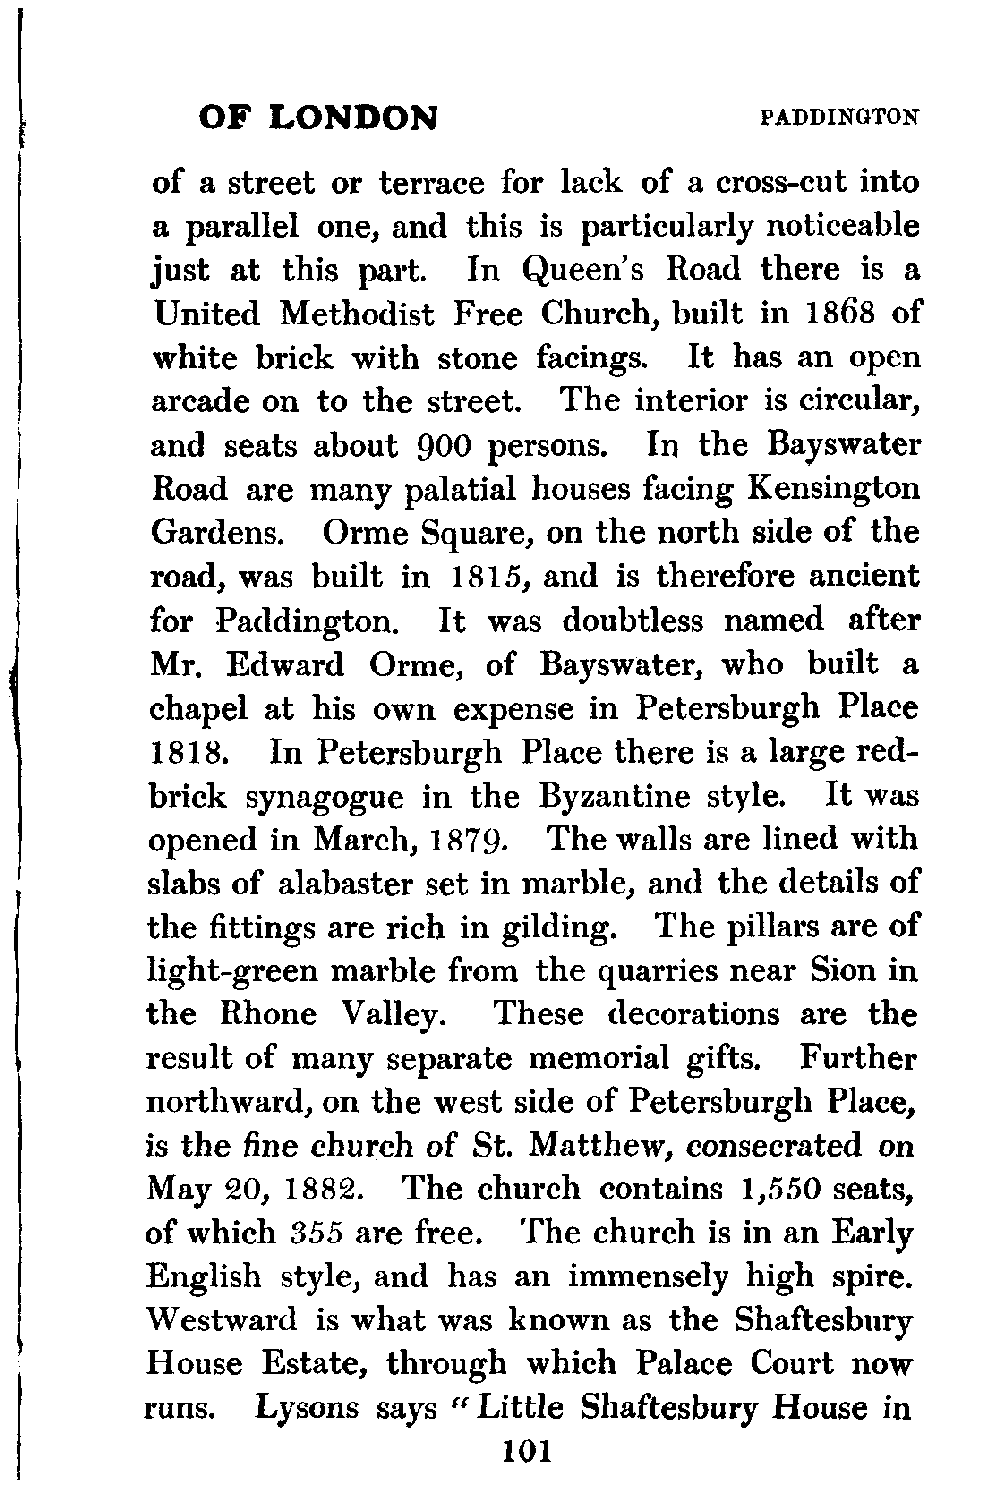 OF LONDON PADDINGTON
of a street or terrace for lack of a cross-cut into
a parallel one, and this is particularly noticeable
just at this part. In Queen's Road there is a
United Methodist Free Church, built in 1868 of
white brick with stone facings. It has an open
arcade on to the street. The interior is circular,
and seats about 900 persons. In the Bayswater
Road are many palatial houses facing Kensington
Gardens. Orme Square, on the north side of the
road, was built in 1815, and is therefore ancient
for Paddington. It was doubtless named after
Mr. Edward Orme, of Bayswater, who built a
chapel at his own expense in Petersburgh Place
1818. In Petersburgh Place there is a large red-
brick synagogue in the Byzantine style. It was
opened in March, 1879. The walls are lined with
slabs of alabaster set in marble, and the details of
the fittings are rich in gilding. The pillars are of
light-green marble from the quarries near Sion in
the Rhone Valley. These decorations are the
result of many separate memorial gifts. Further
northward, on the west side of Petersburgh Place,
is the fine church of St. Matthew, consecrated on
May 20, 1882. The church contains 1,550 seats,
of which 355 are free. The church is in an Early
English style, and has an immensely high spire.
Westward is what was known as the Shaftesbury
House Estate, through which Palace Court now
runs. Lysons says “Little Shaftesbury House in
101